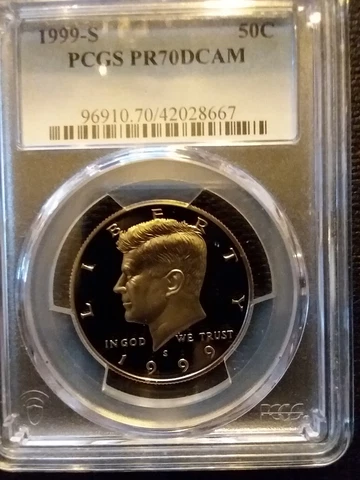 1999-S 50C
PCGS PR70DCAM
96910.70/42028667
LIBERTY
IN GOD WE TRUST
S
1999
PCGS